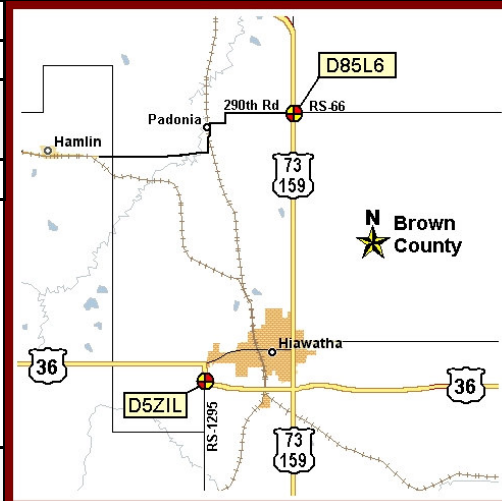 D85L6
290th Rd
RS-66
Padonia
Hamlin
73
159
N
Brown
County
Hiawatha
36
36
D5ZIL
RS-1295
73
159